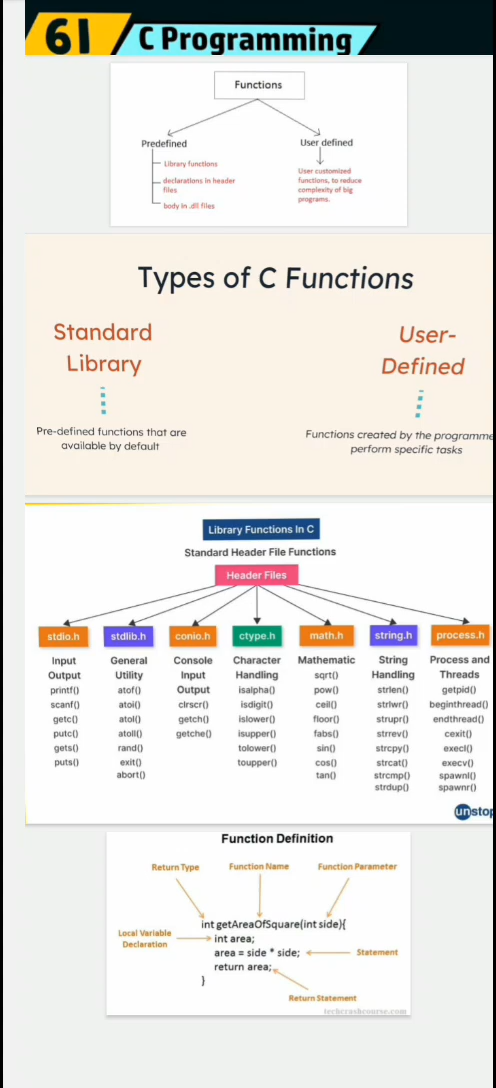 61 C Programming
Functions
Predefined
Library functions
declarations in header
files
body in .dll files
User defined
User customized
functions, to reduce
complexity of big
programs.
Types of C Functions
Standard
Library
Pre-defined functions that are
available by default
User-
Defined
Functions created by the programme
perform specific tasks
Library Functions In C
Standard Header File Functions
Header Files
stdio.h
Input
Output
printf()
scanf()
getc()
putc()
gets()
puts()
stdlib.h
General
Utility
atof()
atoi()
atol()
atoll()
rand()
exit()
abort()
conio.h
Console
Input
Output
clrscr()
getch()
getche()
ctype.h
Character
Handling
isalpha()
isdigit()
islower()
isupper()
tolower()
toupper()
math.h
Mathematic
sqrt()
pow()
ceil()
floor()
fabs()
sin()
cos()
tan()
string.h
String
Handling
strlen()
strlwr()
strupr()
strrev()
strcpy()
strcat()
strcmp()
strdup()
process.h
Process and
Threads
getpid()
beginthread()
endthread()
cexit()
execl()
execv()
spawnl()
spawnr()
unstop
Function Definition
Return Type
Function Name
Function Parameter
int getAreaOfSquare(int side){
Local Variable
Declaration
int area;
area = side * side;
Statement
return area;
}
Return Statement
techcrashcourse.com